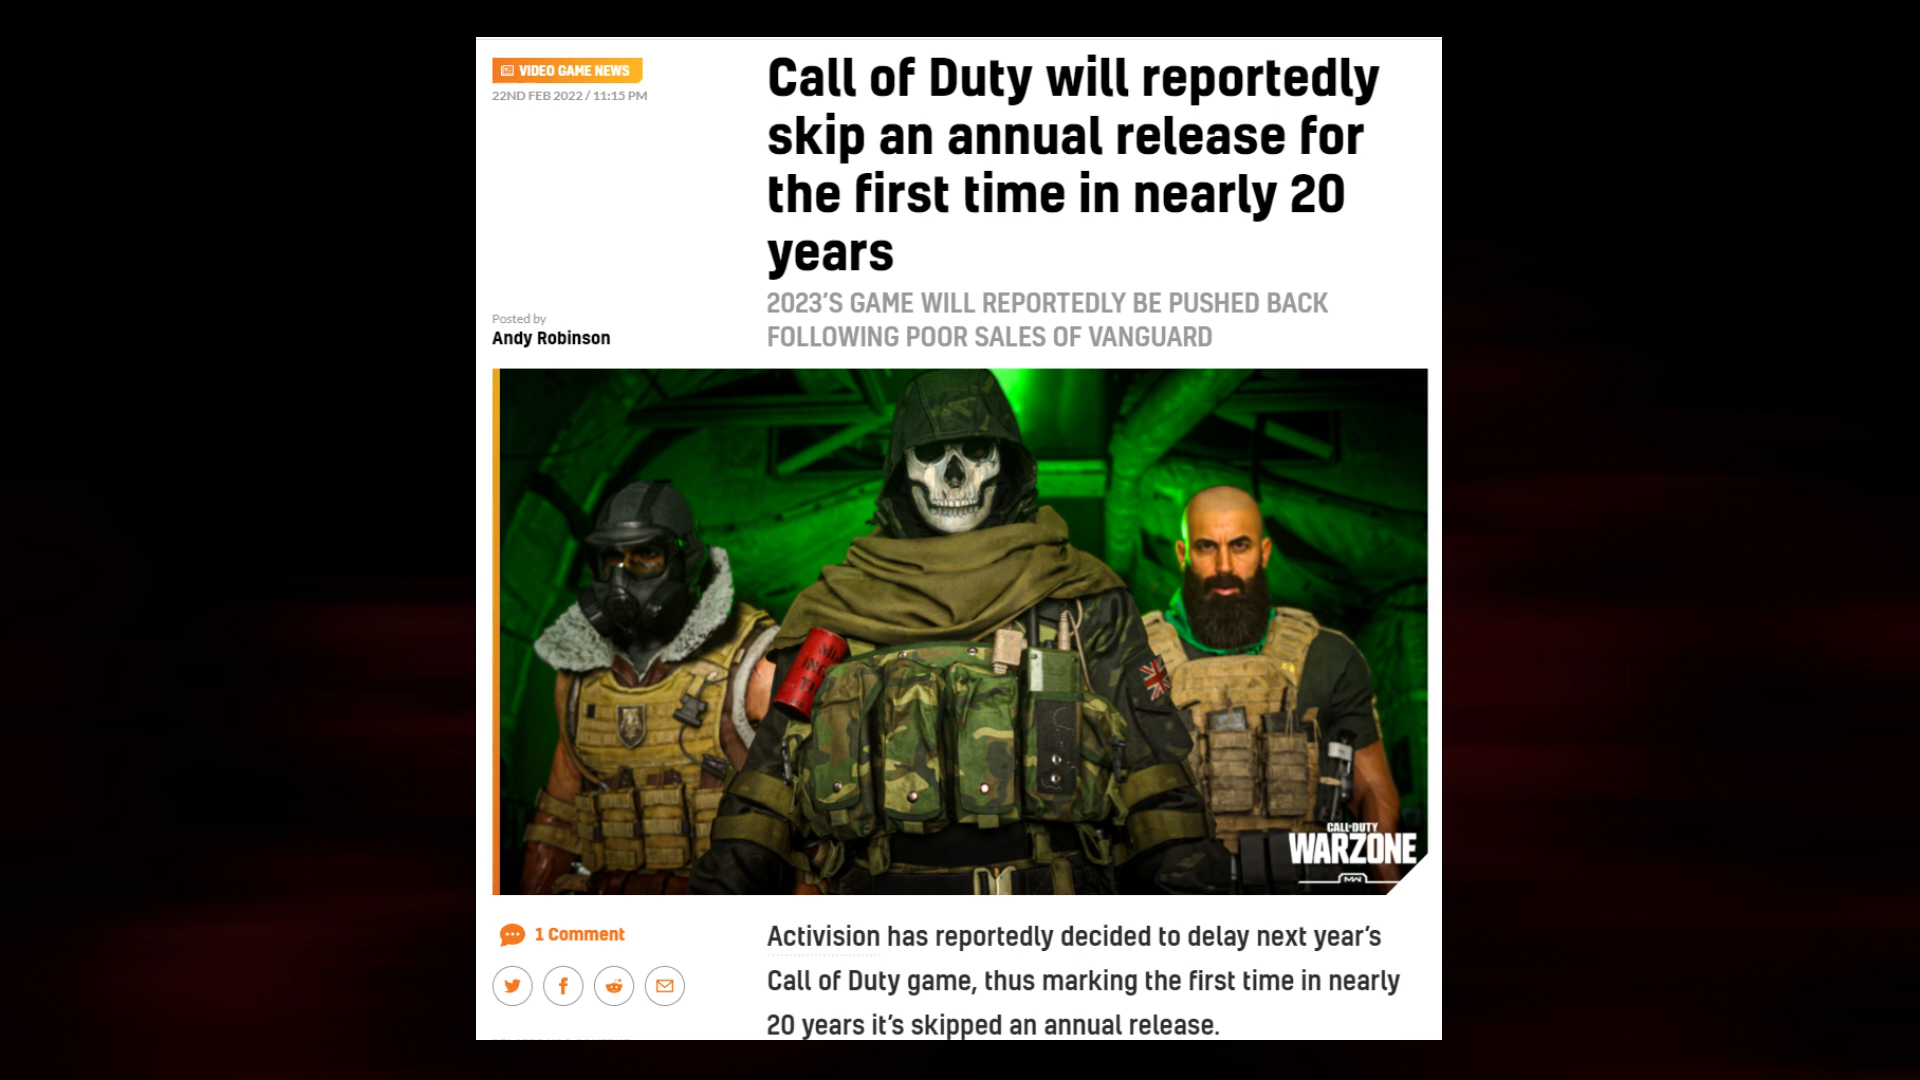 VIDEO GAME NEWS
22ND FEB 2022 / 11:15 PM
Call of Duty will reportedly
skip an annual release for
the first time in nearly 20
years
2023'S GAME WILL REPORTEDLY BE PUSHED BACK
FOLLOWING POOR SALES OF VANGUARD
Posted by
Andy Robinson
CALL OF DUTY
WARZONE
MW
1 Comment
Activision has reportedly decided to delay next year's
Call of Duty game, thus marking the first time in nearly
20 years it's skipped an annual release.